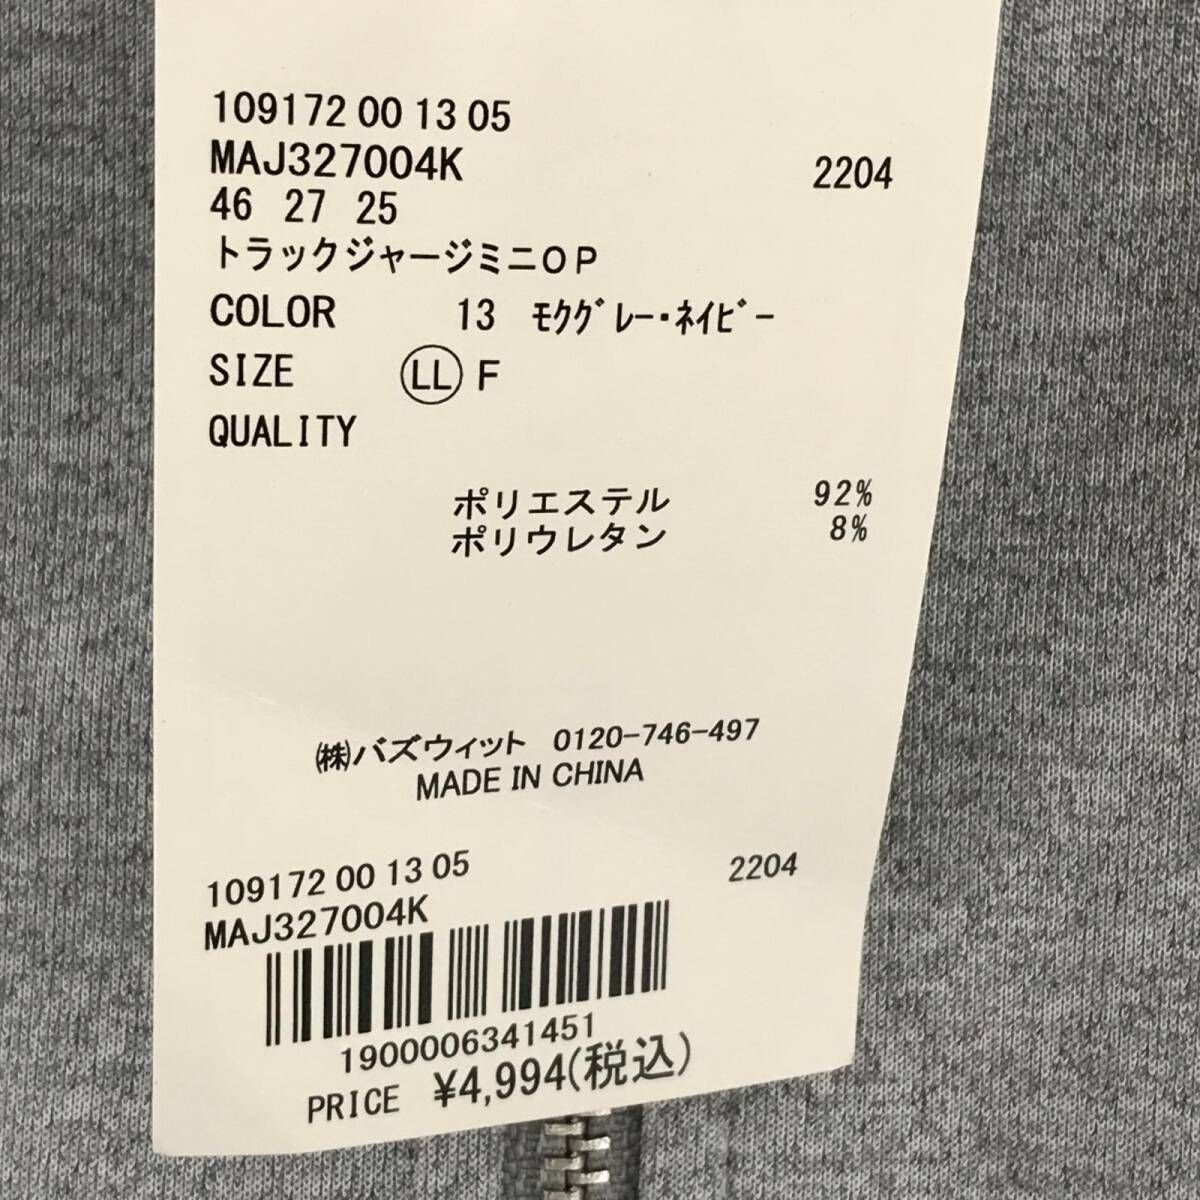 109172 00 13 05
MAJ327004K 2204
46 27 25
トラックジャージミニOP
COLOR 13 ﾓｸｸﾞﾚｰ・ﾈｲﾋﾞｰ
SIZE LL F
QUALITY
ポリエステル 92%
ポリウレタン 8%
㈱バズウィット 0120-746-497
MADE IN CHINA
109172 00 13 05 2204
MAJ327004K
1900006341451
PRICE ¥4,994(税込)